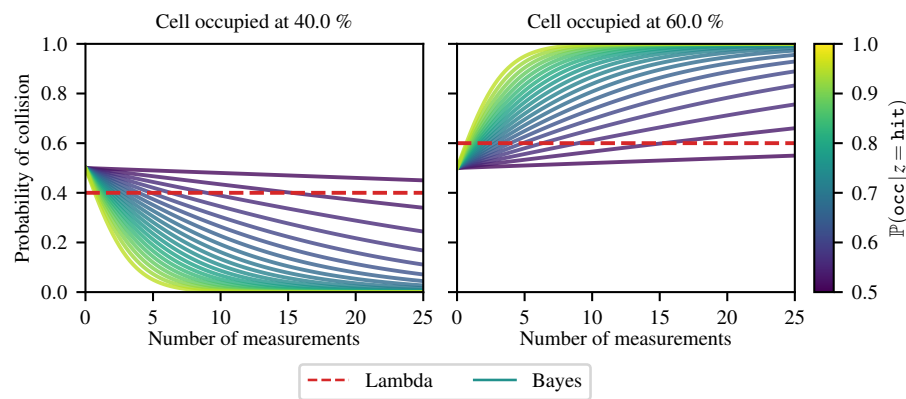 Cell occupied at 40.0 %
Cell occupied at 60.0 %
Probability of collision
1.0
0.8
0.6
0.4
0.2
0.0
0 5 10 15 20 25
Number of measurements
0 5 10 15 20 25
Number of measurements
1.0
0.9
0.8
0.7
0.6
0.5
ℙ(occ|z = hit)
Lambda Bayes